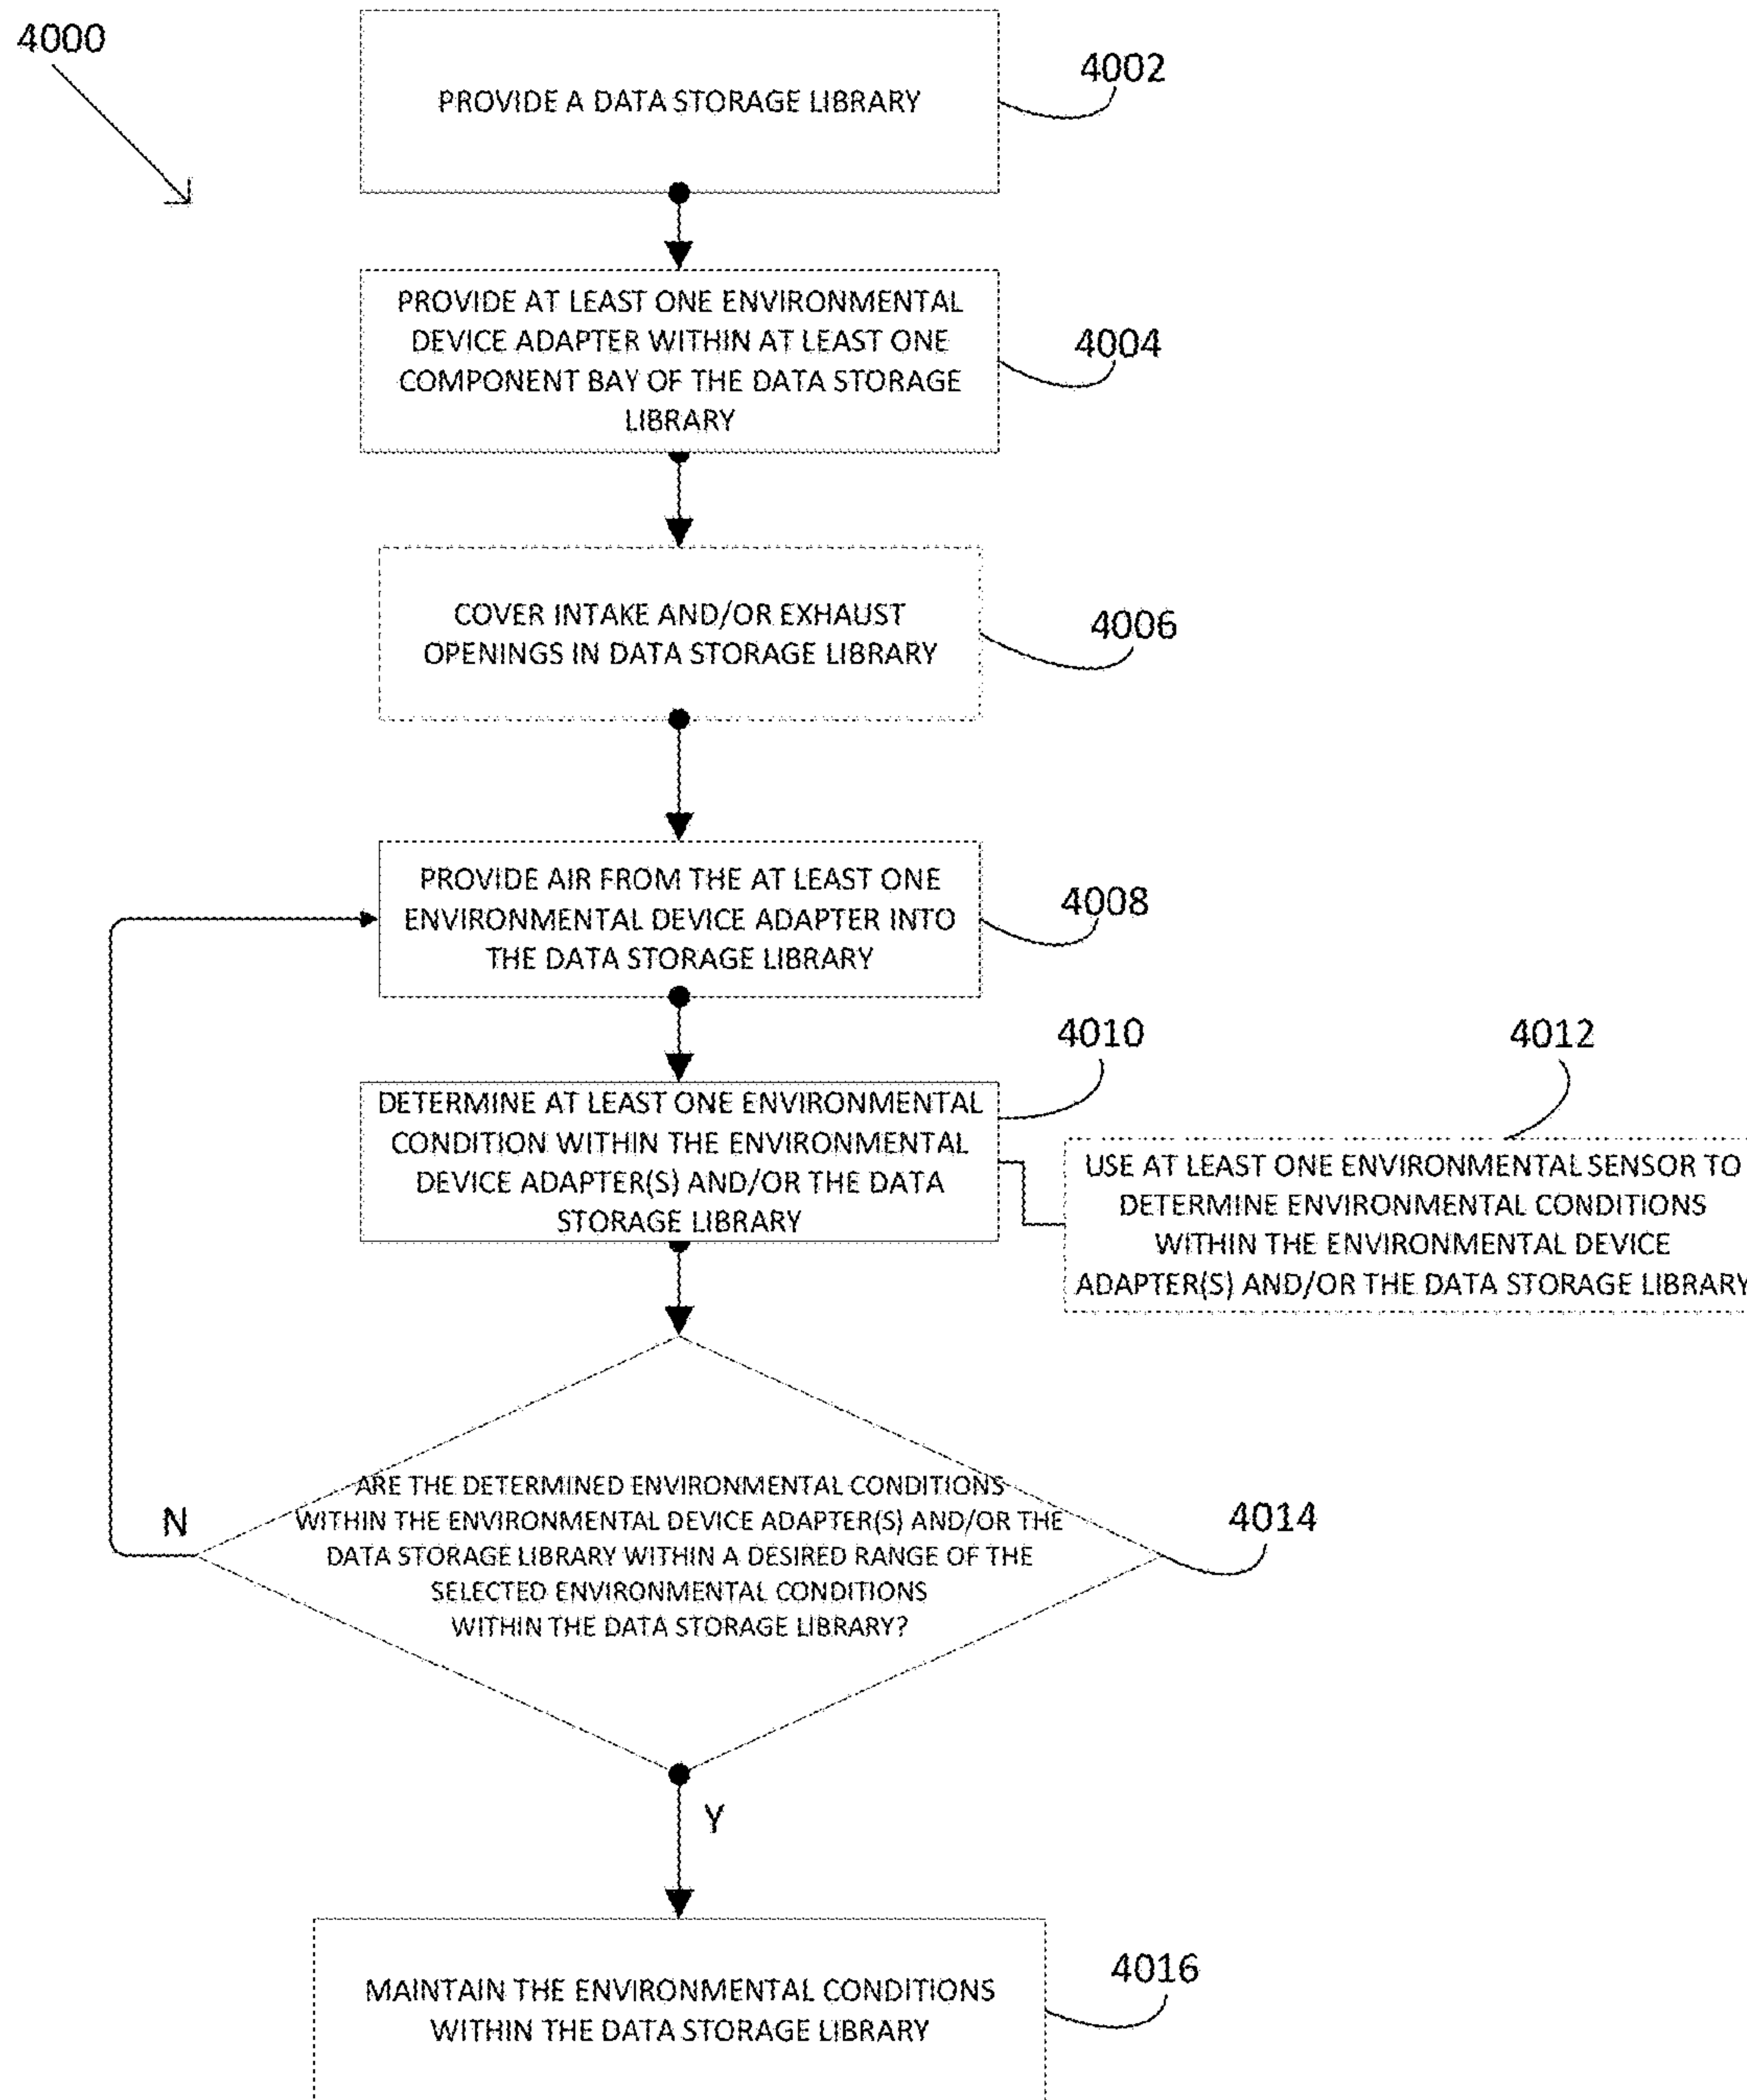 4000
PROVIDE A DATA STORAGE LIBRARY
4002
PROVIDE AT LEAST ONE ENVIRONMENTAL
DEVICE ADAPTER WITHIN AT LEAST ONE
COMPONENT BAY OF THE DATA STORAGE
LIBRARY
4004
COVER INTAKE AND/OR EXHAUST
OPENINGS IN DATA STORAGE LIBRARY
4006
PROVIDE AIR FROM THE AT LEAST ONE
ENVIRONMENTAL DEVICE ADAPTER INTO
THE DATA STORAGE LIBRARY
4008
DETERMINE AT LEAST ONE ENVIRONMENTAL
CONDITION WITHIN THE ENVIRONMENTAL
DEVICE ADAPTER(S) AND/OR THE DATA
STORAGE LIBRARY
4010
4012
USE AT LEAST ONE ENVIRONMENTAL SENSOR TO
DETERMINE ENVIRONMENTAL CONDITIONS
WITHIN THE ENVIRONMENTAL DEVICE
ADAPTER(S) AND/OR THE DATA STORAGE LIBRARY
ARE THE DETERMINED ENVIRONMENTAL CONDITIONS
WITHIN THE ENVIRONMENTAL DEVICE ADAPTER(S) AND/OR THE
DATA STORAGE LIBRARY WITHIN A DESIRED RANGE OF THE
SELECTED ENVIRONMENTAL CONDITIONS
WITHIN THE DATA STORAGE LIBRARY?
4014
N
Y
MAINTAIN THE ENVIRONMENTAL CONDITIONS
WITHIN THE DATA STORAGE LIBRARY
4016